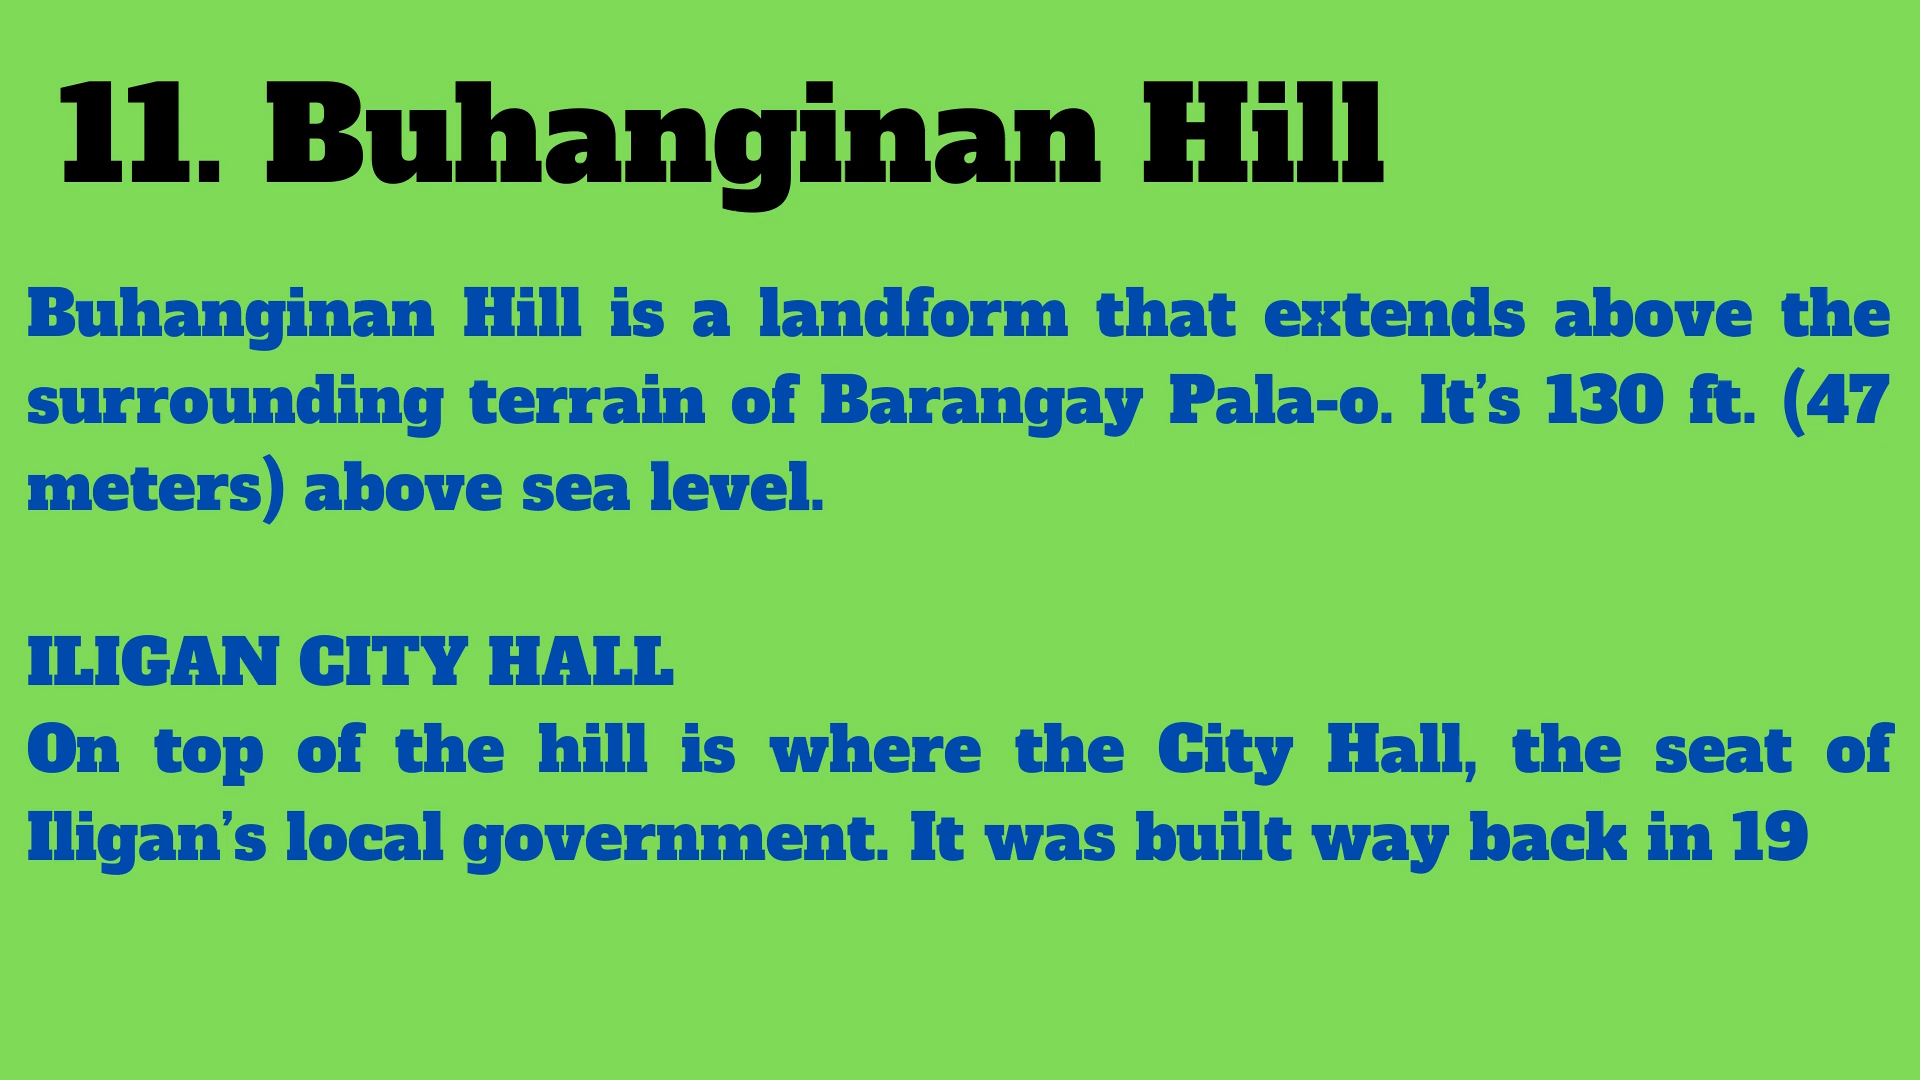 11. Buhanginan Hill
Buhanginan Hill is a landform that extends above the
surrounding terrain of Barangay Pala-o. It’s 130 ft. (47
meters) above sea level.
ILIGAN CITY HALL
On top of the hill is where the City Hall, the seat of
Iligan’s local government. It was built way back in 19